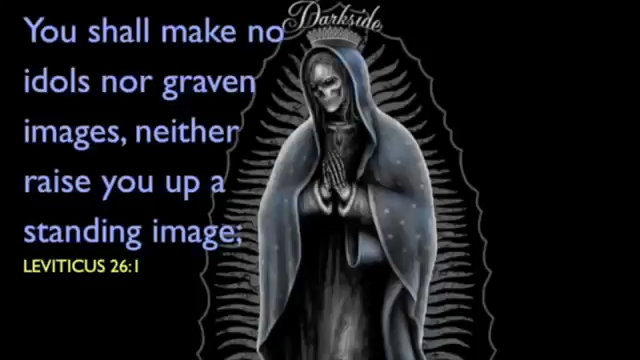 Darkside
You shall make no
idols nor graven
images, neither
raise you up a
standing image;
LEVITICUS 26:1